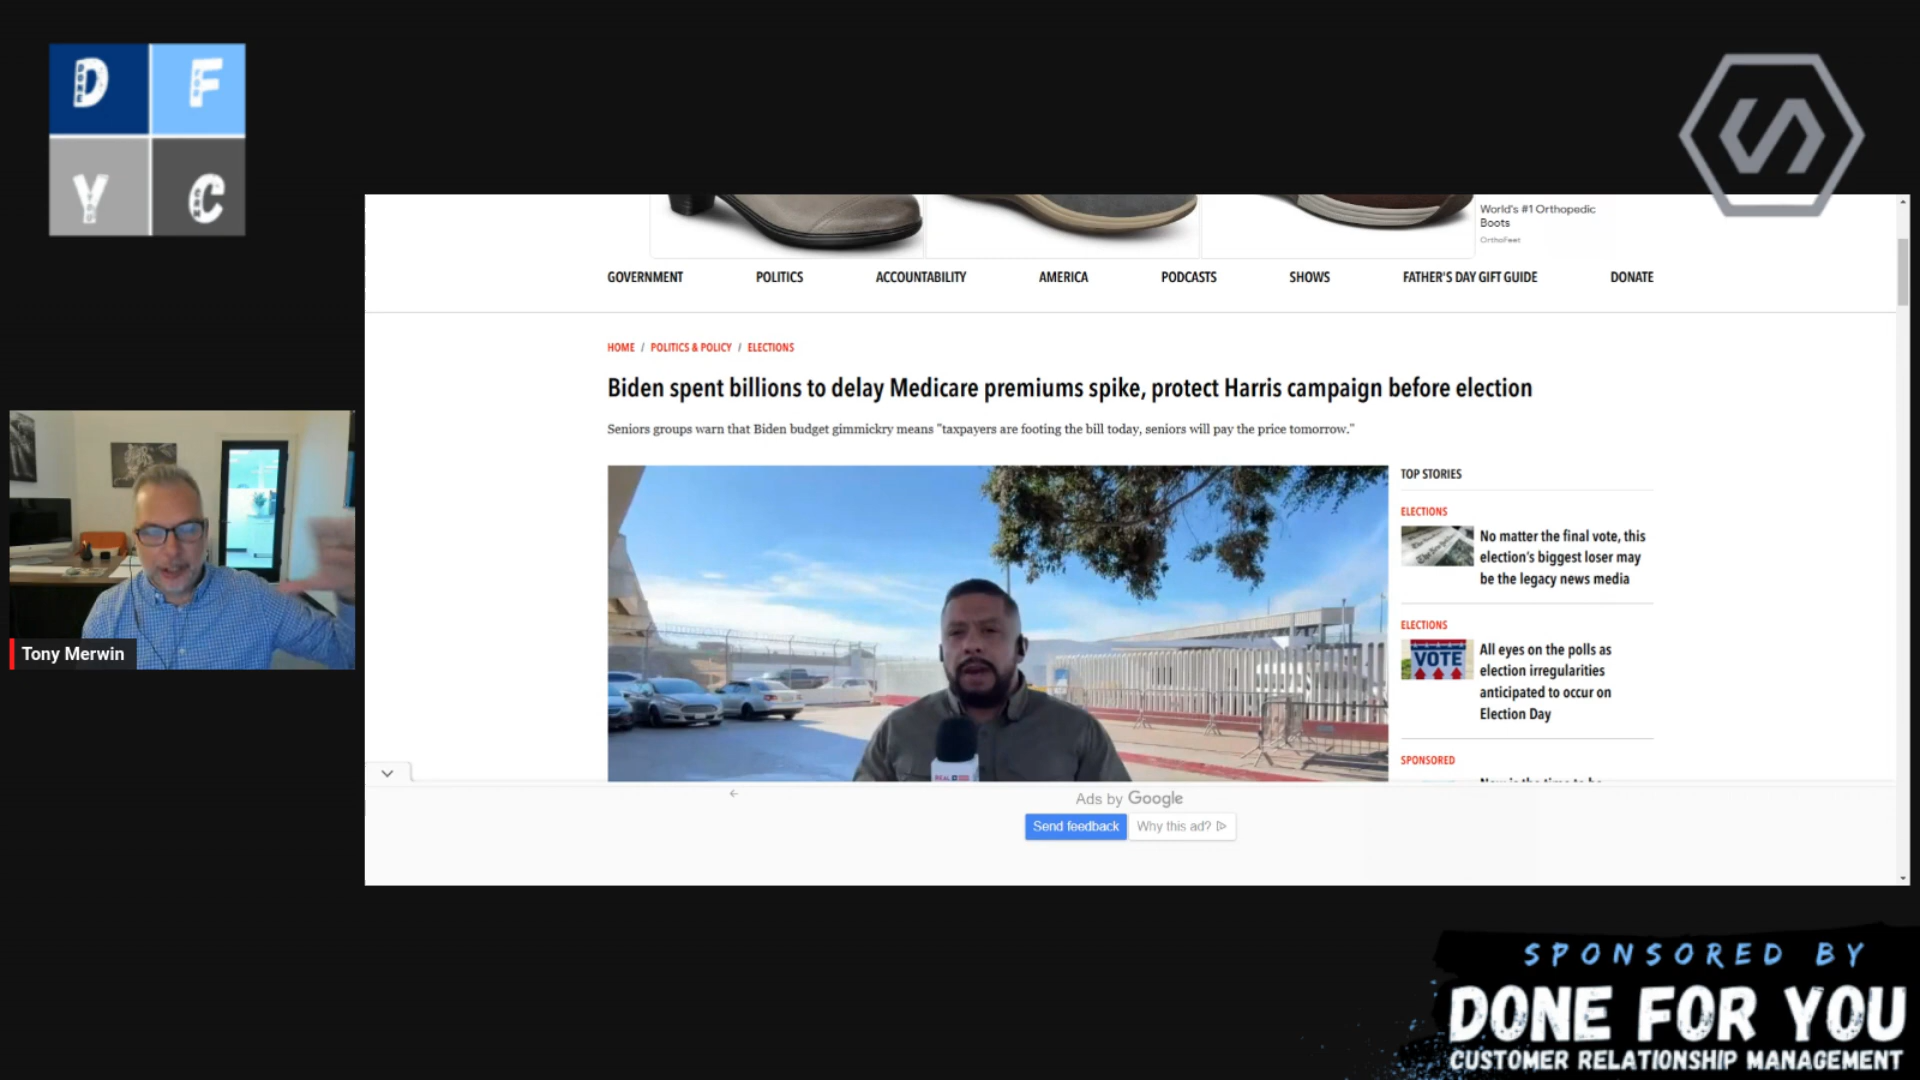 D
F
Y
C
World's #1 Orthopedic
Boots
OrthoFeet
GOVERNMENT POLITICS ACCOUNTABILITY AMERICA PODCASTS SHOWS FATHER'S DAY GIFT GUIDE DONATE
HOME / POLITICS & POLICY / ELECTIONS
Biden spent billions to delay Medicare premiums spike, protect Harris campaign before election
Seniors groups warn that Biden budget gimmickry means "taxpayers are footing the bill today, seniors will pay the price tomorrow."
TOP STORIES
ELECTIONS
No matter the final vote, this
election's biggest loser may
be the legacy news media
ELECTIONS
VOTE
All eyes on the polls as
election irregularities
anticipated to occur on
Election Day
SPONSORED
Tony Merwin
Ads by Google
Send feedback
Why this ad?
SPONSORED BY
DONE FOR YOU
CUSTOMER RELATIONSHIP MANAGEMENT